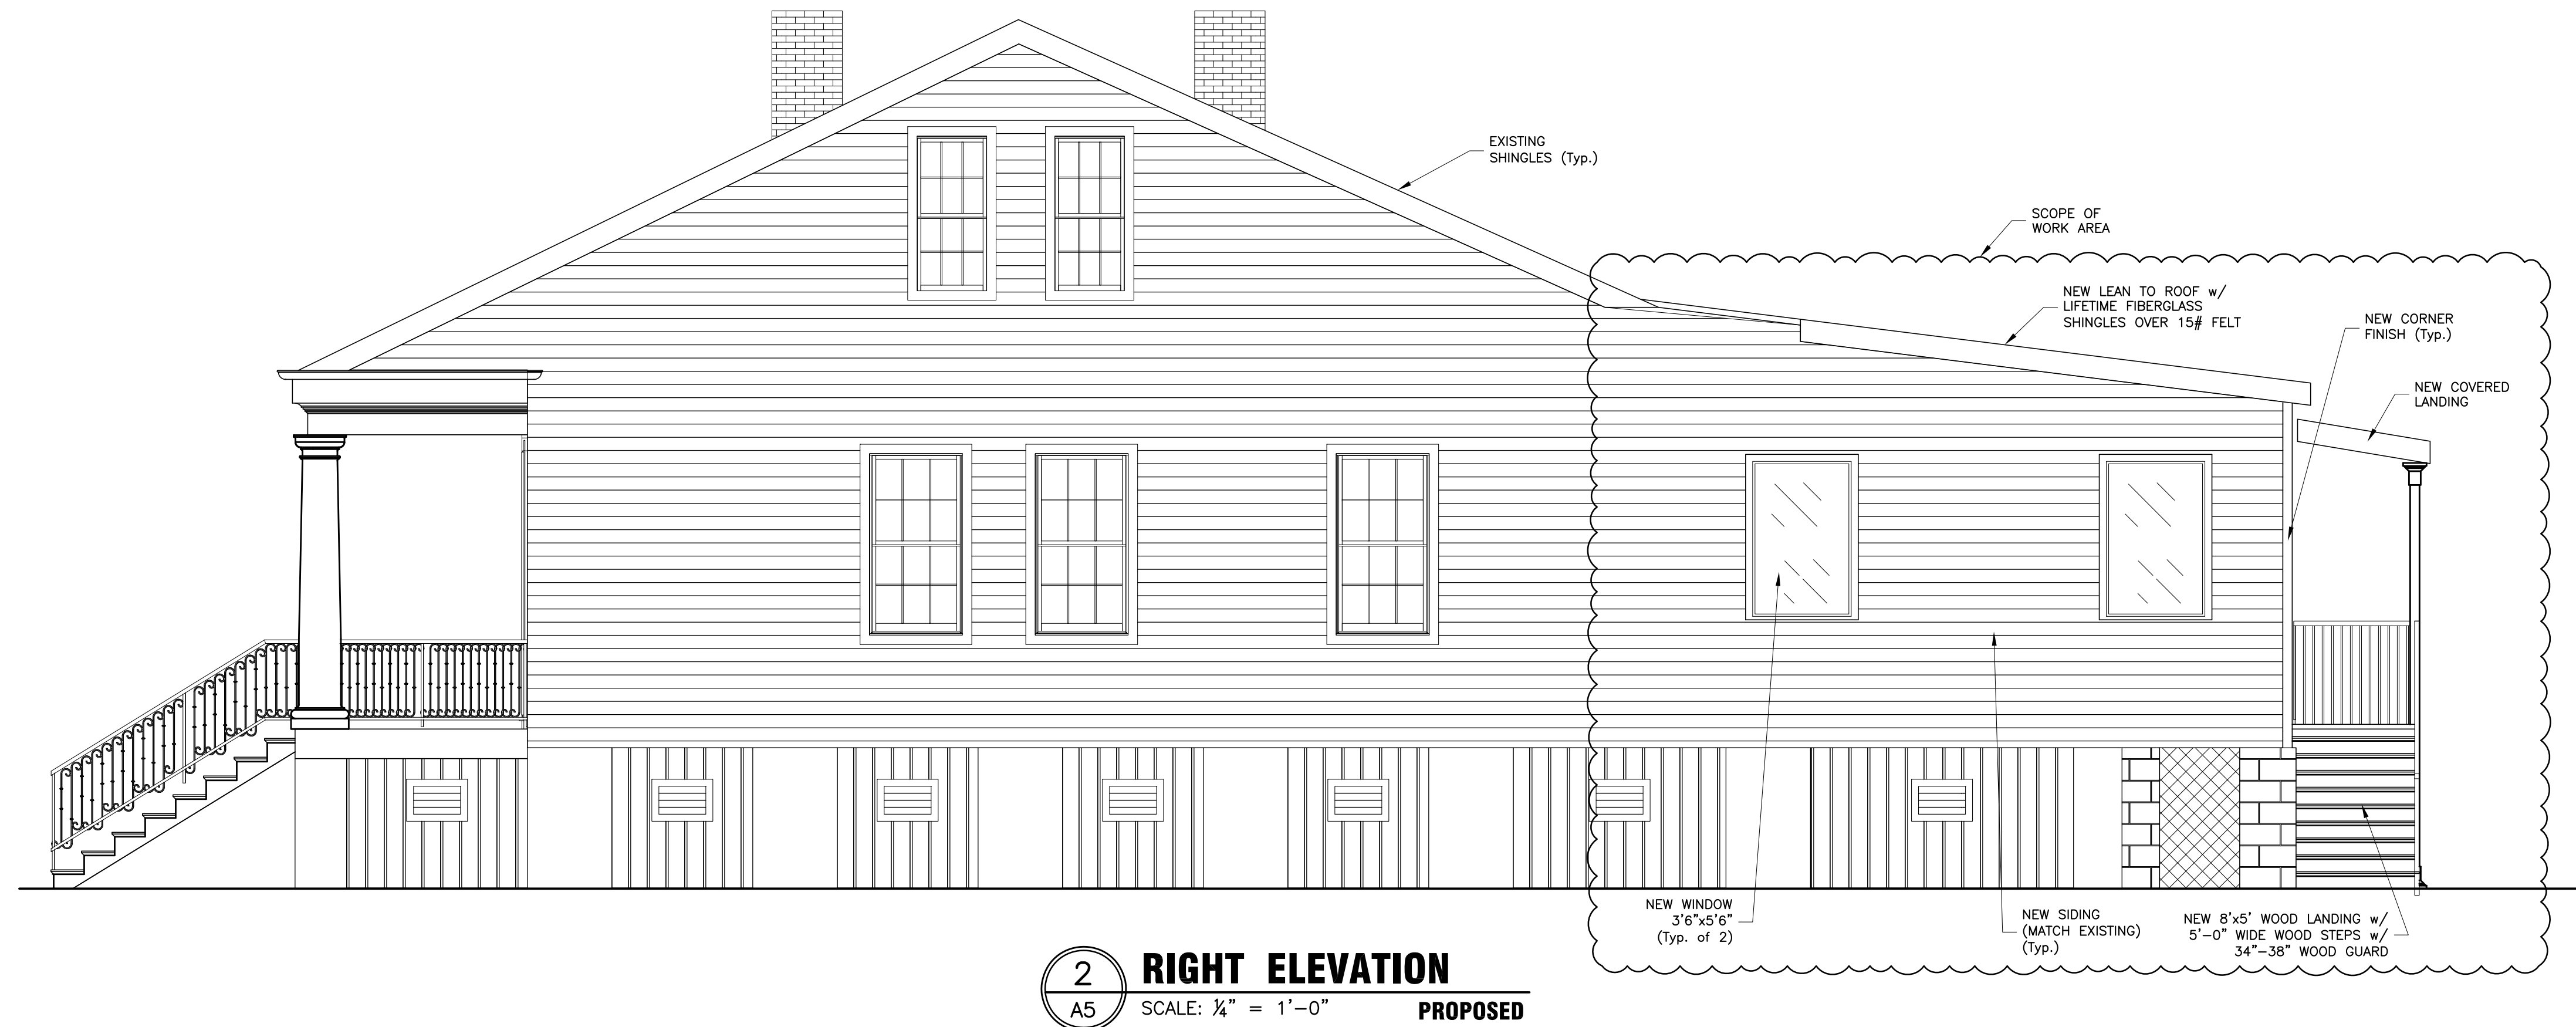 EXISTING
SHINGLES (Typ.)
SCOPE OF
WORK AREA
NEW LEAN TO ROOF w/
LIFETIME FIBERGLASS
SHINGLES OVER 15# FELT
NEW CORNER
FINISH (Typ.)
NEW COVERED
LANDING
NEW WINDOW
3'6"x5'6"
(Typ. of 2)
NEW SIDING
(MATCH EXISTING)
(Typ.)
NEW 8'x5' WOOD LANDING w/
5'-0" WIDE WOOD STEPS w/
34"-38" WOOD GUARD
2
A5
RIGHT ELEVATION
SCALE: ¼" = 1'-0"
PROPOSED